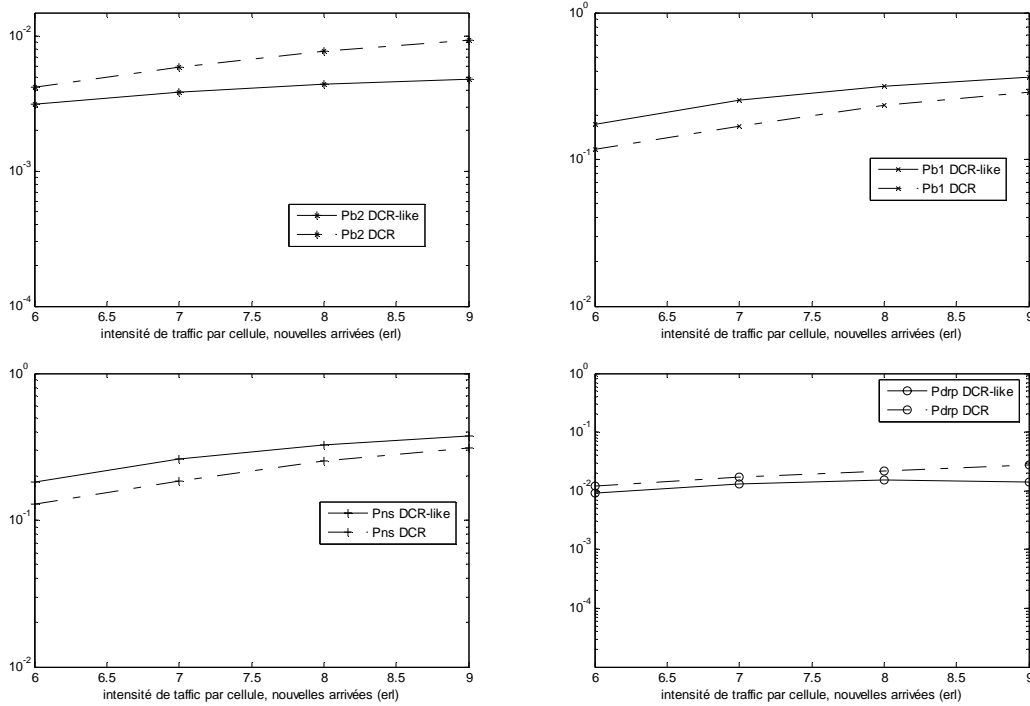 10^-2
10^-3
10^-4
Pb2 DCR-like
Pb2 DCR
6 6.5 7 7.5 8 8.5 9
intensité de traffic par cellule, nouvelles arrivées (erl)
10^0
10^-1
10^-2
Pb1 DCR-like
Pb1 DCR
6 6.5 7 7.5 8 8.5 9
intensité de traffic par cellule, nouvelles arrivées (erl)
10^0
10^-1
10^-2
Pns DCR-like
Pns DCR
6 6.5 7 7.5 8 8.5 9
intensité de taffic par cellule, nouvelles arrivées (erl)
10^0
10^-1
10^-2
10^-3
10^-4
Pdrp DCR-like
Pdrp DCR
6 6.5 7 7.5 8 8.5 9
intensité de traffic par cellule, nouvelles arrivées (erl)